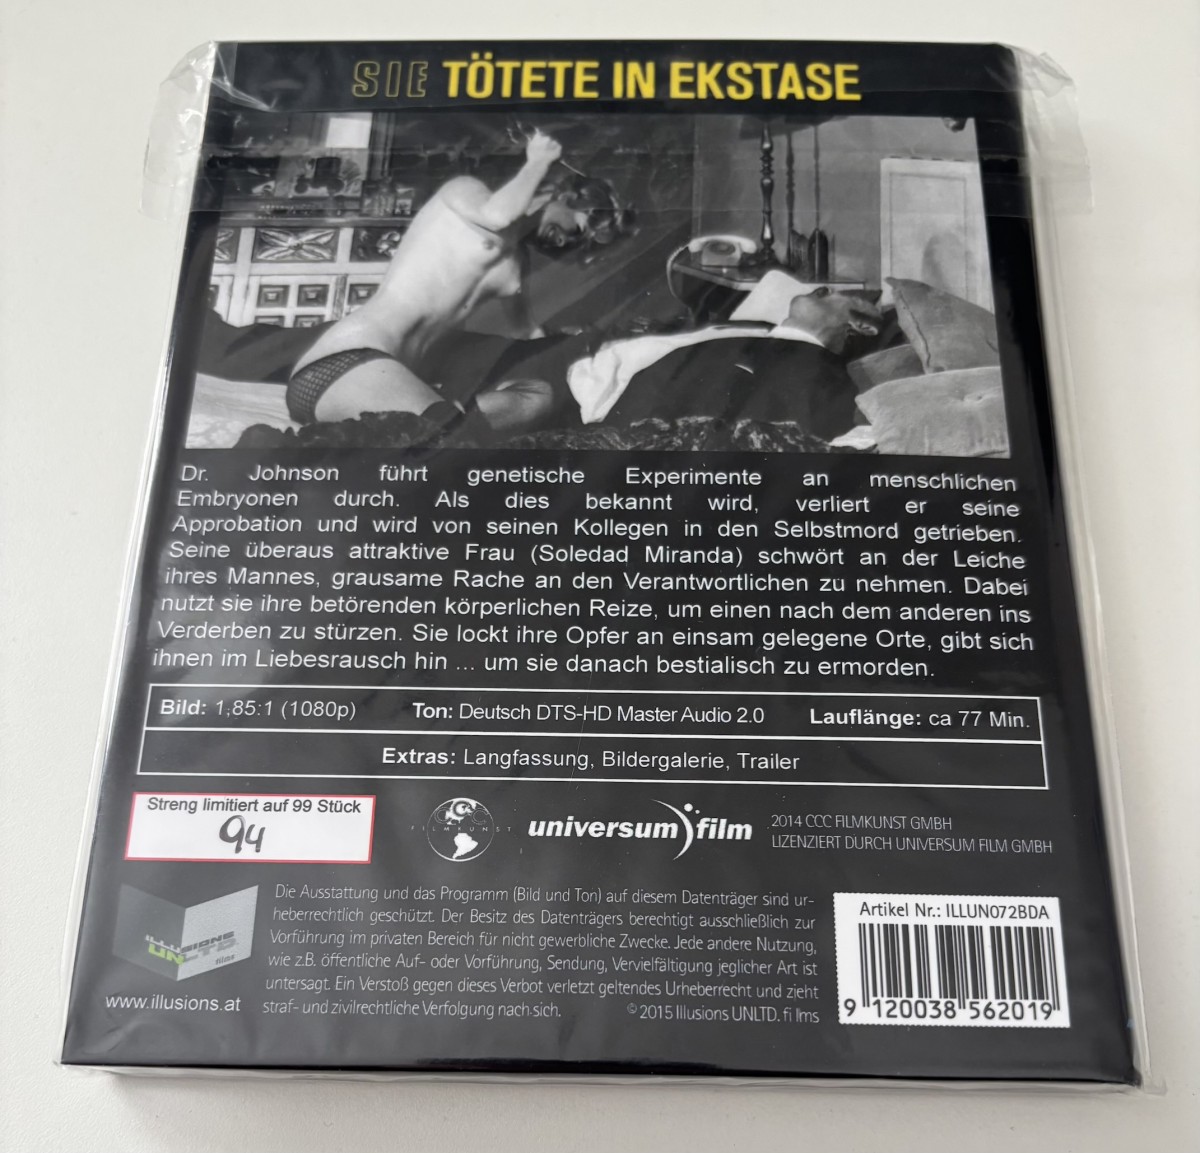 SIE TÖTETE IN EKSTASE
Dr. Johnson führt genetische Experimente an menschlichen
Embryonen durch. Als dies bekannt wird, verliert er seine
Approbation und wird von seinen Kollegen in den Selbstmord getrieben.
Seine überaus attraktive Frau (Soledad Miranda) schwört an der Leiche
ihres Mannes, grausame Rache an den Verantwortlichen zu nehmen. Dabei
nutzt sie ihre betörenden körperlichen Reize, um einen nach dem anderen ins
Verderben zu stürzen. Sie lockt ihre Opfer an einsam gelegene Orte, gibt sich
ihnen im Liebesrausch hin ... um sie danach bestialisch zu ermorden.
Bild: 1,85:1 (1080p) Ton: Deutsch DTS-HD Master Audio 2.0 Lauflänge: ca 77 Min.
Extras: Langfassung, Bildergalerie, Trailer
Streng limitiert auf 99 Stück
94
CCC
FILMKUNST
universum film
2014 CCC FILMKUNST GMBH
LIZENZIERT DURCH UNIVERSUM FILM GMBH
ILLUSIONS
UNLTD.
films
www.illusions.at
Die Ausstattung und das Programm (Bild und Ton) auf diesem Datenträger sind ur-
heberrechtlich geschützt. Der Besitz des Datenträgers berechtigt ausschließlich zur
Vorführung im privaten Bereich für nicht gewerbliche Zwecke. Jede andere Nutzung,
wie z.B. öffentliche Auf- oder Vorführung, Sendung, Vervielfältigung jeglicher Art ist
untersagt. Ein Verstoß gegen dieses Verbot verletzt geltendes Urheberrecht und zieht
straf- und zivilrechtliche Verfolgung nach sich. ©2015 Illusions UNLTD. films
Artikel Nr.: ILLUN072BDA
9 120038 562019